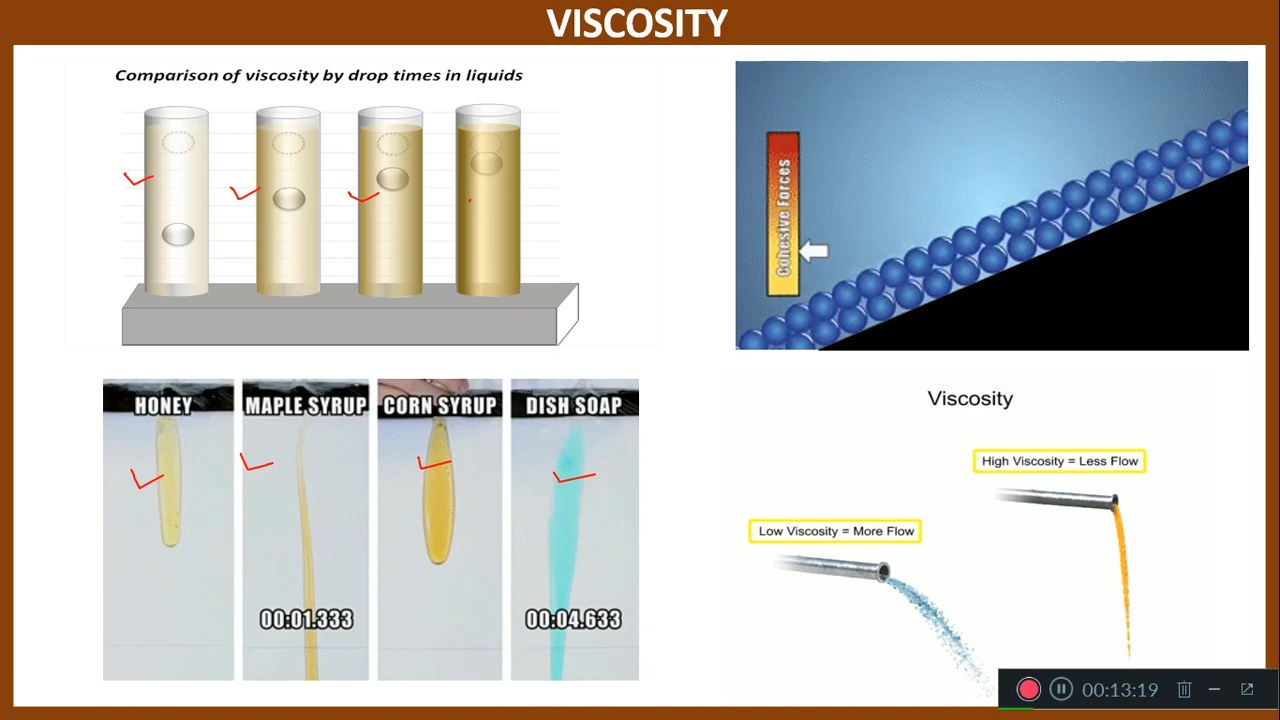 VISCOSITY
Comparison of viscosity by drop times in liquids
Cohesive Forces
HONEY
MAPLE SYRUP
CORN SYRUP
DISH SOAP
00:01.333
00:04.633
Viscosity
High Viscosity = Less Flow
Low Viscosity = More Flow
00:13:19